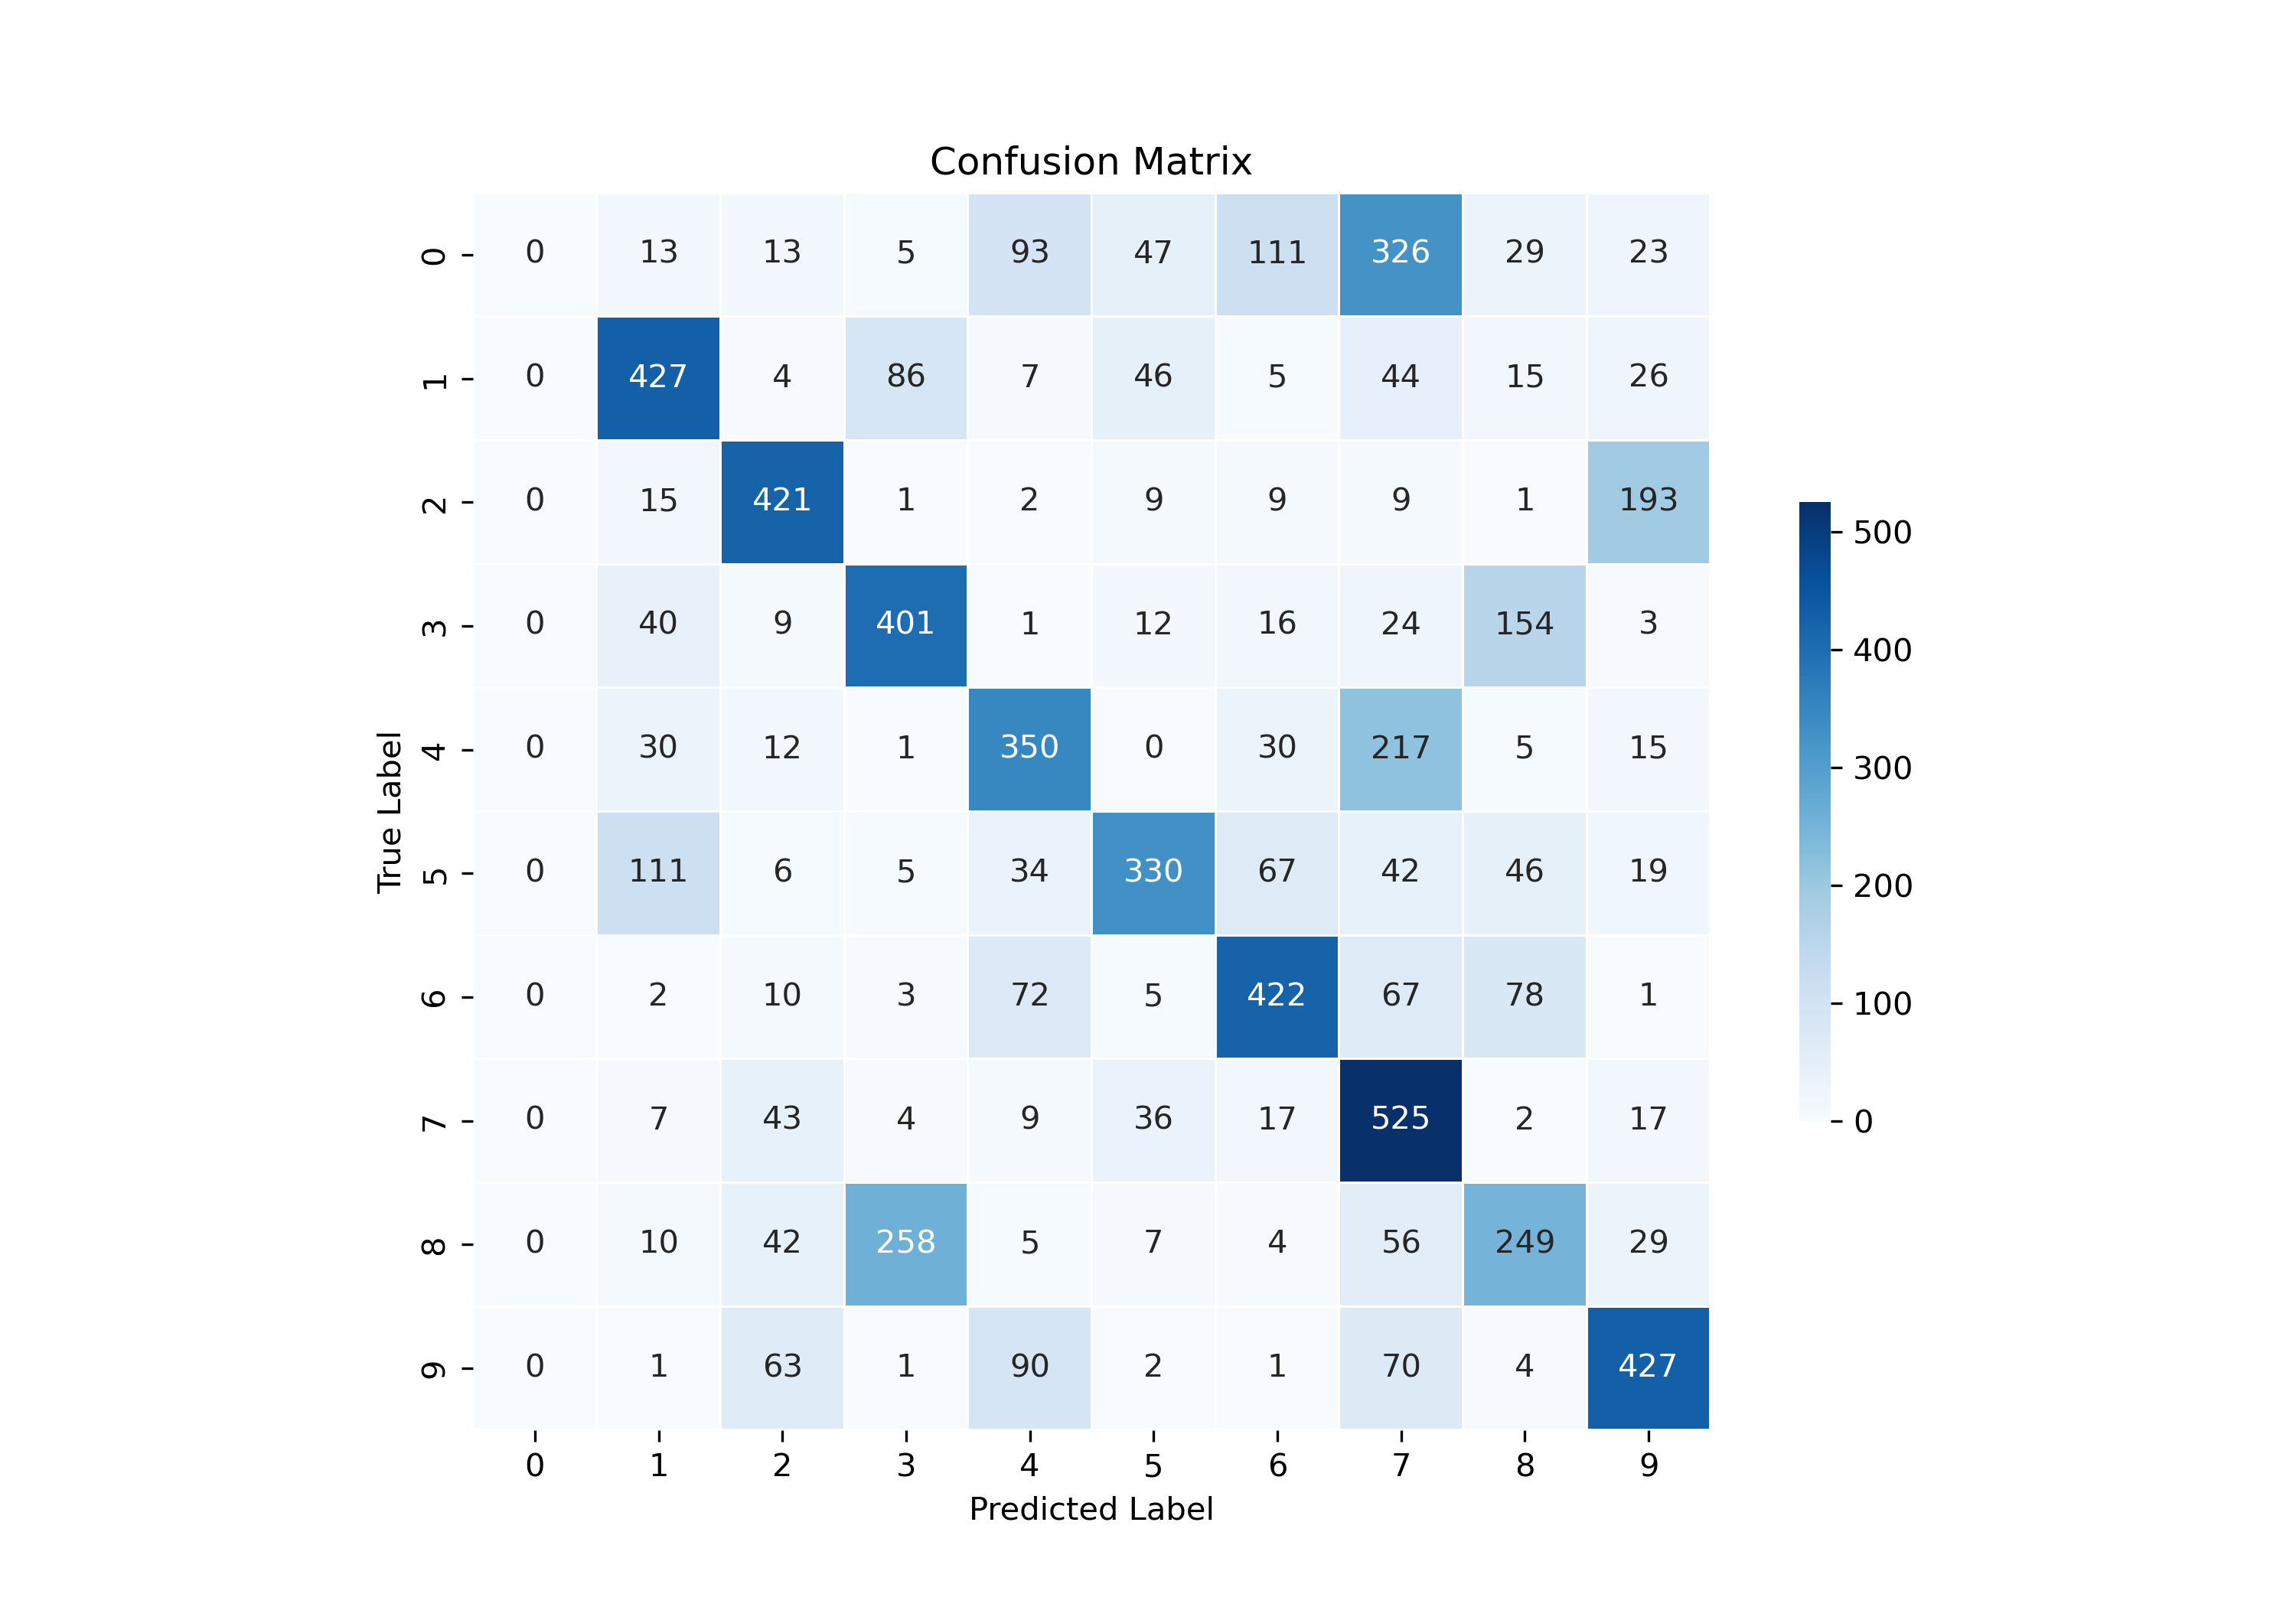 Confusion Matrix
0 0 13 13 5 93 47 111 326 29 23
1 0 427 4 86 7 46 5 44 15 26
2 0 15 421 1 2 9 9 9 1 193
3 0 40 9 401 1 12 16 24 154 3
4 0 30 12 1 350 0 30 217 5 15
5 0 111 6 5 34 330 67 42 46 19
6 0 2 10 3 72 5 422 67 78 1
7 0 7 43 4 9 36 17 525 2 17
8 0 10 42 258 5 7 4 56 249 29
9 0 1 63 1 90 2 1 70 4 427
0 1 2 3 4 5 6 7 8 9
Predicted Label
True Label
500
400
300
200
100
0